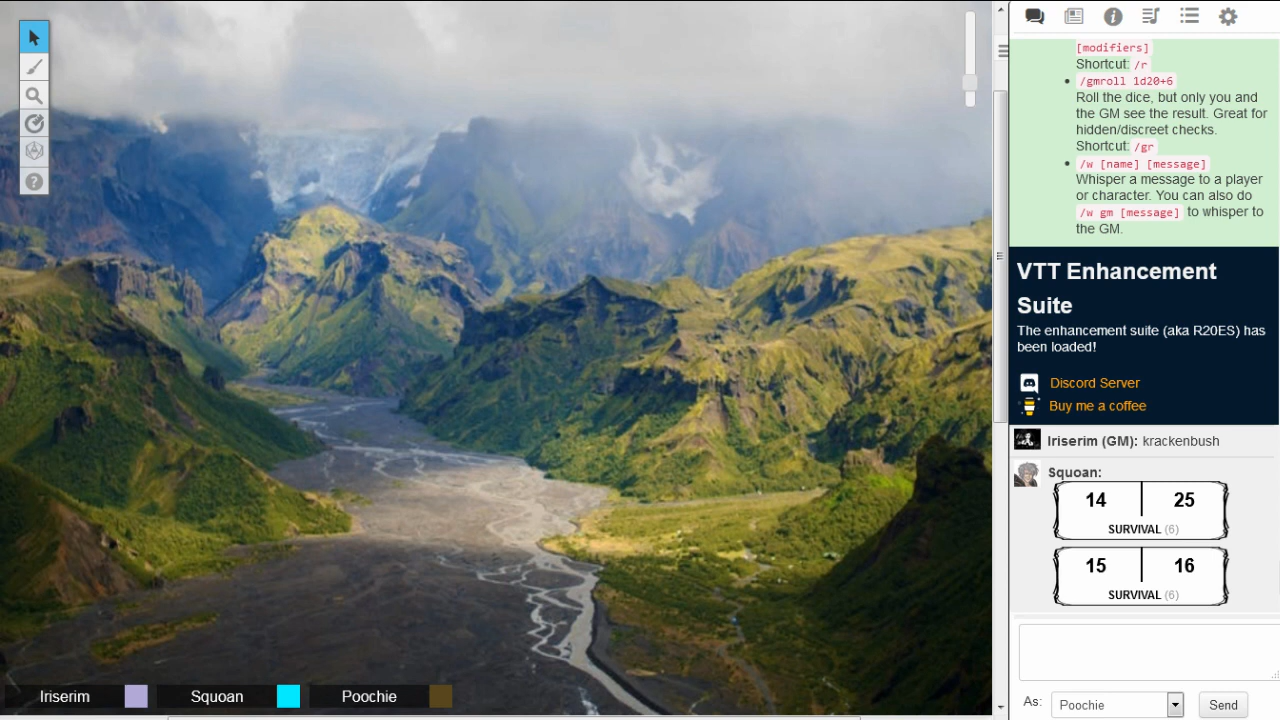 [modifiers]
Shortcut: /r
/gmroll 1d20+6
Roll the dice, but only you and
the GM see the result. Great for
hidden/discreet checks.
Shortcut: /gr
/w [name] [message]
Whisper a message to a player
or character. You can also do
/w gm [message] to whisper to
the GM.
VTT Enhancement
Suite
The enhancement suite (aka R20ES) has
been loaded!
Discord Server
Buy me a coffee
Iriserim (GM): krackenbush
Squoan:
14 25
SURVIVAL (6)
15 16
SURVIVAL (6)
As: Poochie Send
Iriserim Squoan Poochie